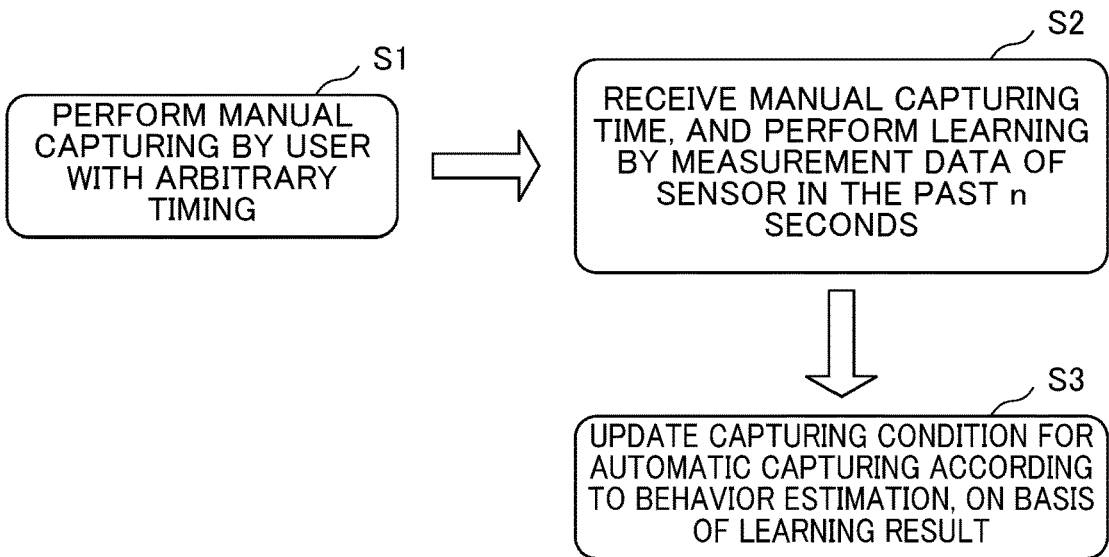 S1
PERFORM MANUAL
CAPTURING BY USER
WITH ARBITRARY
TIMING
S2
RECEIVE MANUAL CAPTURING
TIME, AND PERFORM LEARNING
BY MEASUREMENT DATA OF
SENSOR IN THE PAST n
SECONDS
S3
UPDATE CAPTURING CONDITION FOR
AUTOMATIC CAPTURING ACCORDING
TO BEHAVIOR ESTIMATION, ON BASIS
OF LEARNING RESULT